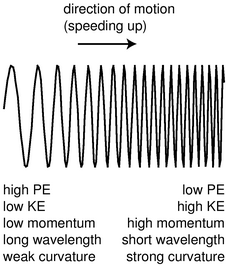 direction of motion
(speeding up)
high PE
low KE
low momentum
long wavelength
weak curvature
low PE
high KE
high momentum
short wavelength
strong curvature